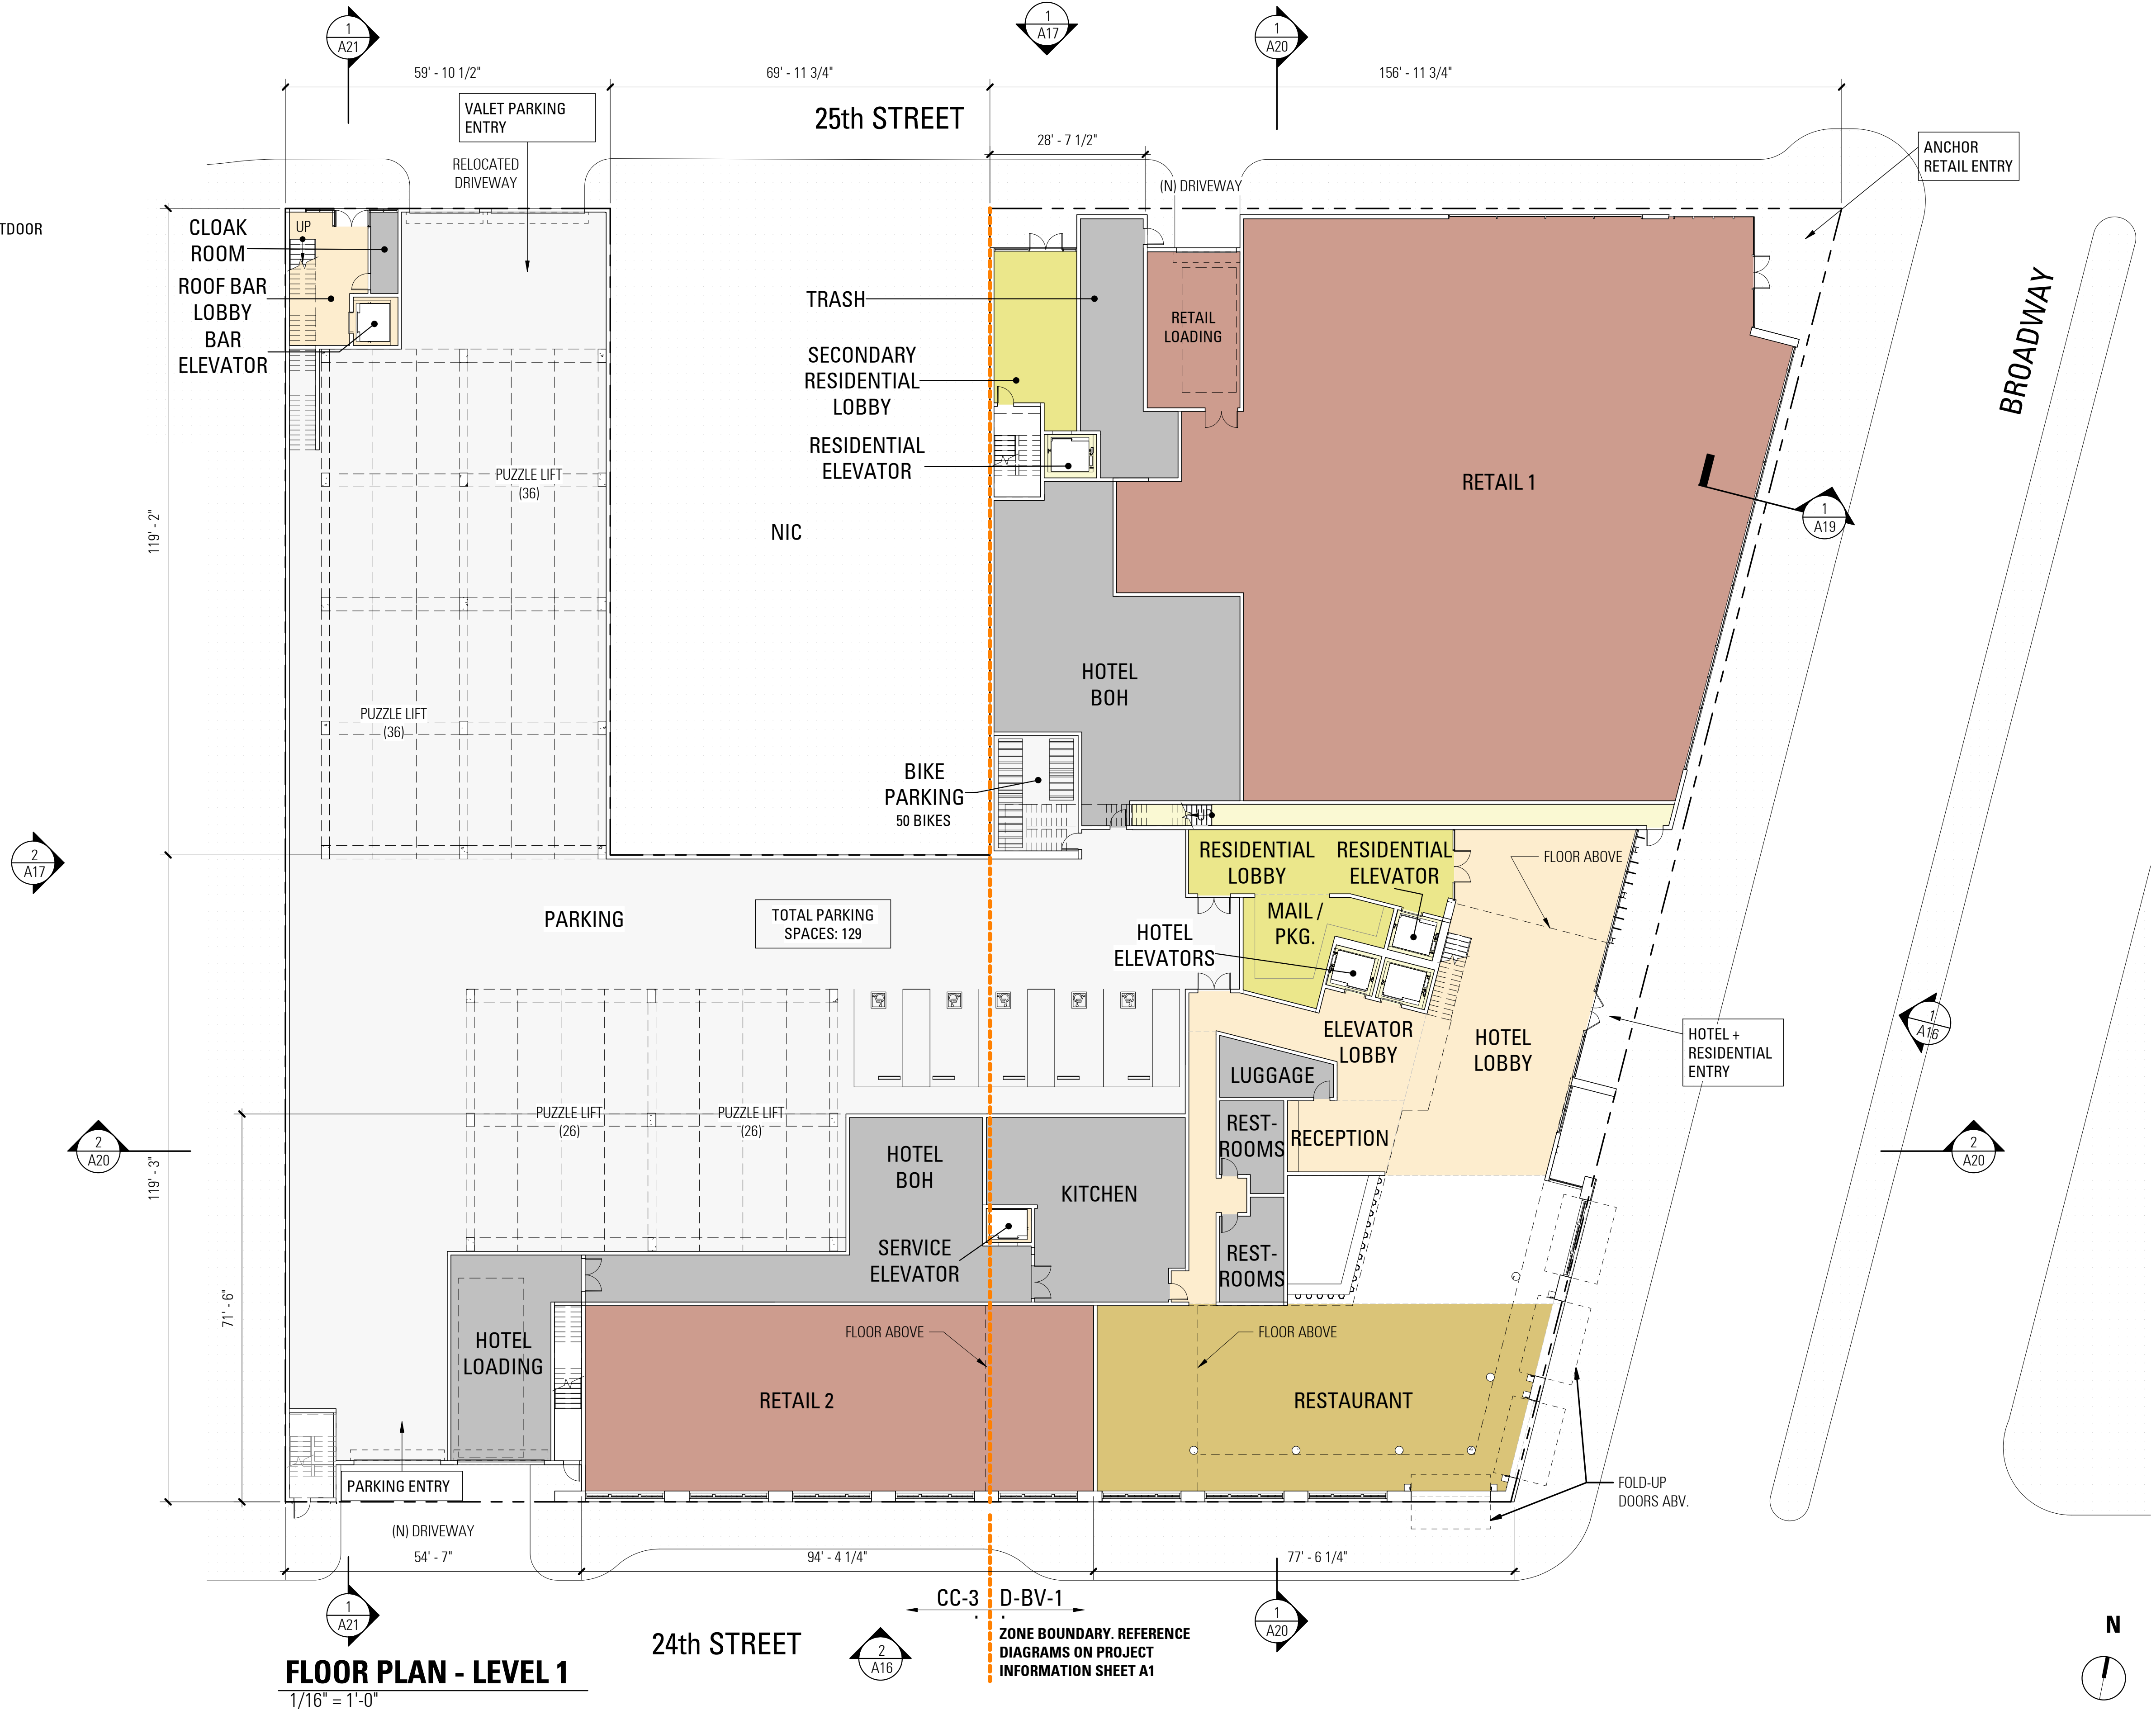 1
A21
1
A17
1
A20
59' - 10 1/2"
69' - 11 3/4"
156' - 11 3/4"
VALET PARKING
ENTRY
25th STREET
28' - 7 1/2"
ANCHOR
RETAIL ENTRY
RELOCATED
DRIVEWAY
(N) DRIVEWAY
TDOOR
CLOAK
ROOM
UP
ROOF BAR
LOBBY
BAR
ELEVATOR
TRASH
RETAIL
LOADING
BROADWAY
SECONDARY
RESIDENTIAL
LOBBY
RESIDENTIAL
ELEVATOR
PUZZLE LIFT
(36)
RETAIL 1
1
A19
119' - 2"
NIC
HOTEL
BOH
PUZZLE LIFT
(36)
BIKE
PARKING
50 BIKES
UP
2
A17
RESIDENTIAL
LOBBY
RESIDENTIAL
ELEVATOR
FLOOR ABOVE
PARKING
TOTAL PARKING
SPACES: 129
MAIL /
PKG.
HOTEL
ELEVATORS
ELEVATOR
LOBBY
HOTEL
LOBBY
HOTEL +
RESIDENTIAL
ENTRY
1
A16
LUGGAGE
PUZZLE LIFT
(26)
PUZZLE LIFT
(26)
REST-
ROOMS
RECEPTION
2
A20
2
A20
119' - 3"
HOTEL
BOH
KITCHEN
SERVICE
ELEVATOR
REST-
ROOMS
71' - 6"
HOTEL
LOADING
FLOOR ABOVE
FLOOR ABOVE
RETAIL 2
RESTAURANT
PARKING ENTRY
FOLD-UP
DOORS ABV.
(N) DRIVEWAY
54' - 7"
94' - 4 1/4"
77' - 6 1/4"
1
A21
CC-3
D-BV-1
1
A20
24th STREET
2
A16
ZONE BOUNDARY. REFERENCE
DIAGRAMS ON PROJECT
INFORMATION SHEET A1
N
FLOOR PLAN - LEVEL 1
1/16" = 1'-0"